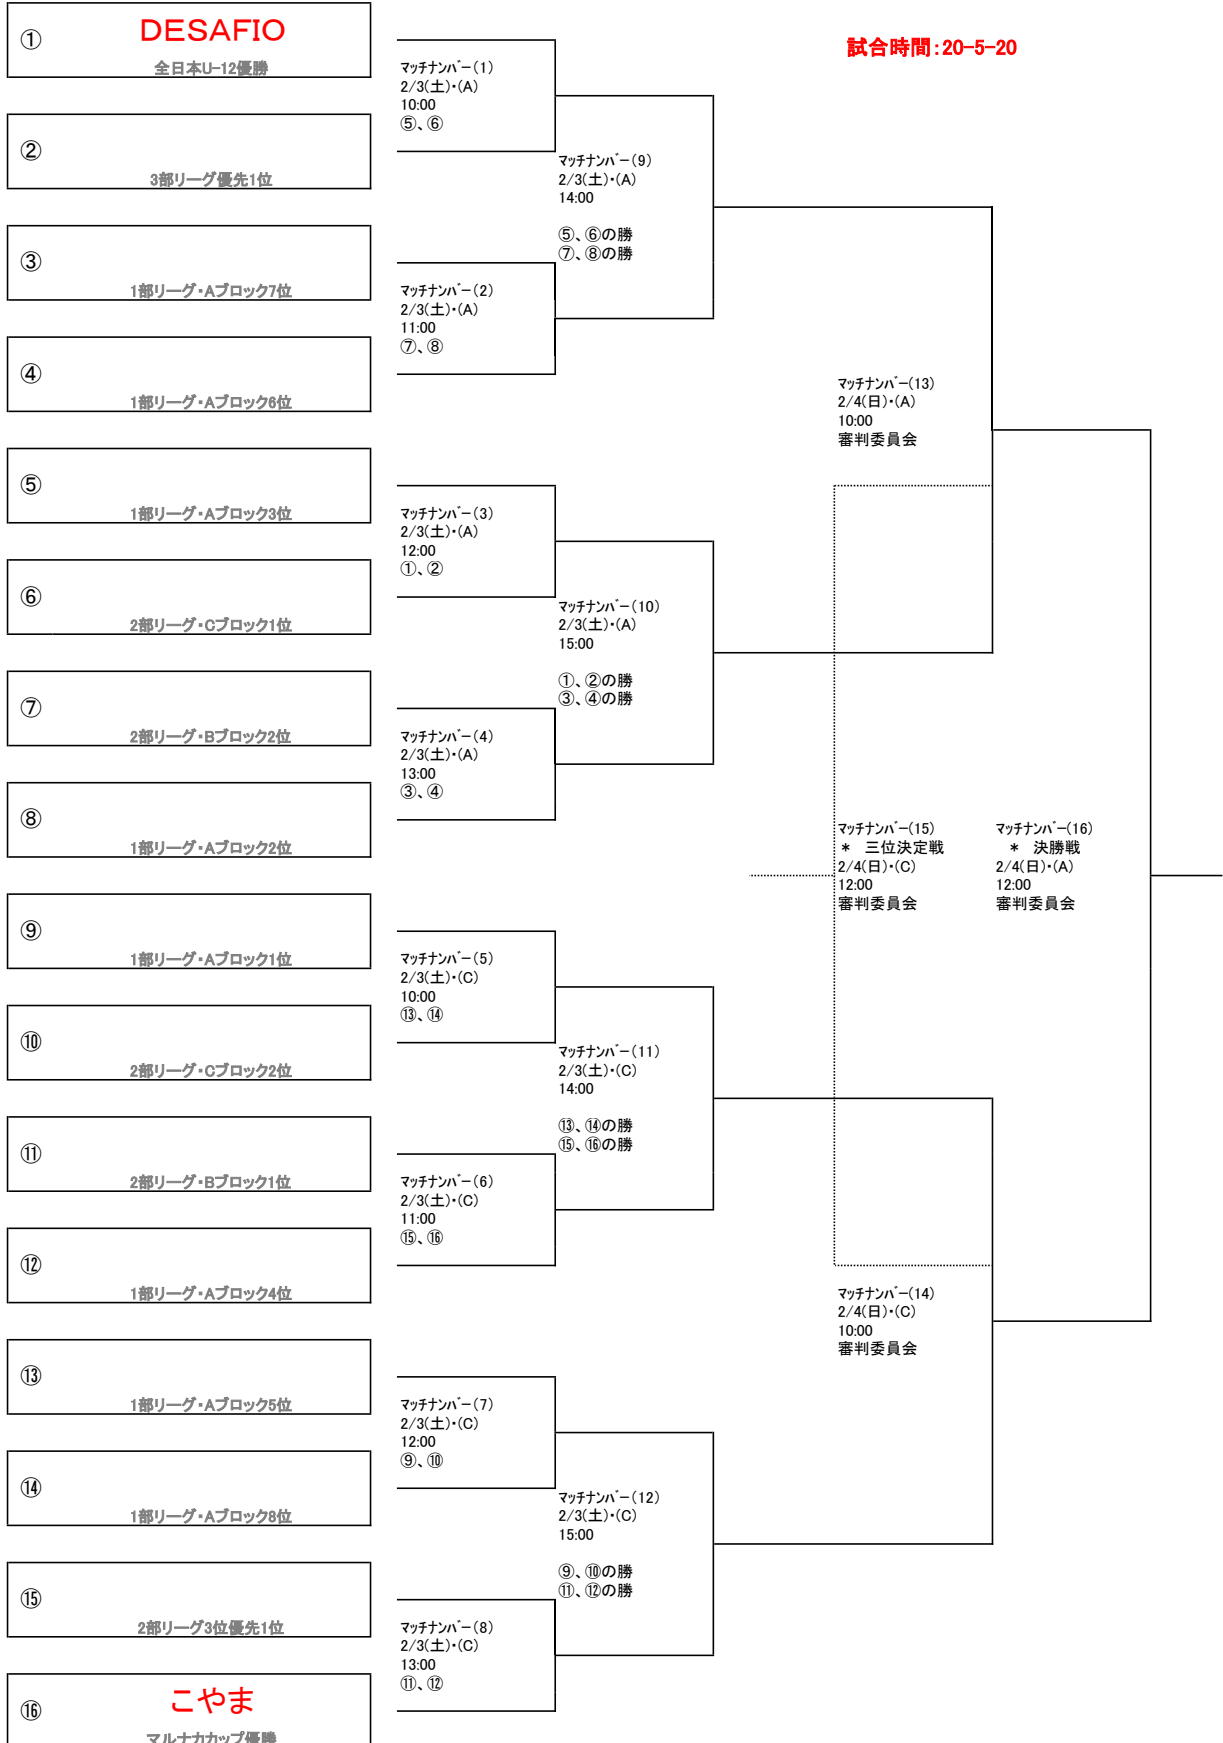 ① DESAFIO
全日本U-12優勝
試合時間:20-5-20
マッチナンバー(1)
2/3(土)・(A)
10:00
⑤、⑥
②
3部リーグ優先1位
マッチナンバー(9)
2/3(土)・(A)
14:00
⑤、⑥の勝
⑦、⑧の勝
③
1部リーグ・Aブロック7位
マッチナンバー(2)
2/3(土)・(A)
11:00
⑦、⑧
④
1部リーグ・Aブロック6位
マッチナンバー(13)
2/4(日)・(A)
10:00
審判委員会
⑤
1部リーグ・Aブロック3位
マッチナンバー(3)
2/3(土)・(A)
12:00
①、②
⑥
2部リーグ・Cブロック1位
マッチナンバー(10)
2/3(土)・(A)
15:00
①、②の勝
③、④の勝
⑦
2部リーグ・Bブロック2位
マッチナンバー(4)
2/3(土)・(A)
13:00
③、④
⑧
1部リーグ・Aブロック2位
マッチナンバー(15)
* 三位決定戦
2/4(日)・(C)
12:00
審判委員会
マッチナンバー(16)
* 決勝戦
2/4(日)・(A)
12:00
審判委員会
⑨
1部リーグ・Aブロック1位
マッチナンバー(5)
2/3(土)・(C)
10:00
⑬、⑭
⑩
2部リーグ・Cブロック2位
マッチナンバー(11)
2/3(土)・(C)
14:00
⑬、⑭の勝
⑮、⑯の勝
⑪
2部リーグ・Bブロック1位
マッチナンバー(6)
2/3(土)・(C)
11:00
⑮、⑯
⑫
1部リーグ・Aブロック4位
マッチナンバー(14)
2/4(日)・(C)
10:00
審判委員会
⑬
1部リーグ・Aブロック5位
マッチナンバー(7)
2/3(土)・(C)
12:00
⑨、⑩
⑭
1部リーグ・Aブロック8位
マッチナンバー(12)
2/3(土)・(C)
15:00
⑨、⑩の勝
⑪、⑫の勝
⑮
2部リーグ3位優先1位
マッチナンバー(8)
2/3(土)・(C)
13:00
⑪、⑫
⑯ こやま
マルナカカップ優勝